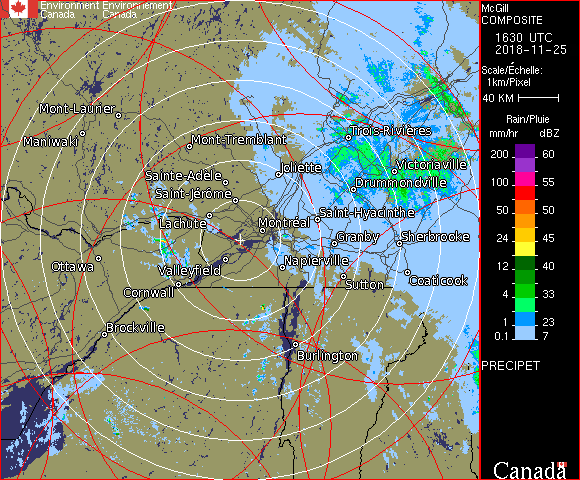 Environment Environnement
Canada Canada
McGill
COMPOSITE
1630 UTC
2018-11-25
Scale/Échelle:
1km/Pixel
40 KM
Rain/Pluie
mm/hr dBZ
200 60
100 55
50 50
24 45
12 40
4 33
1 23
0.1 7
PRECIPET
Canada
Mont-Laurier
Maniwaki
Mont-Tremblant
Trois-Rivières
Joliette
Victoriaville
Sainte-Adèle
Drummondville
Saint-Jérôme
Saint-Hyacinthe
Lachute
Montréal
Granby
Sherbrooke
Ottawa
Valleyfield
Napierville
Coaticook
Sutton
Cornwall
Brockville
Burlington